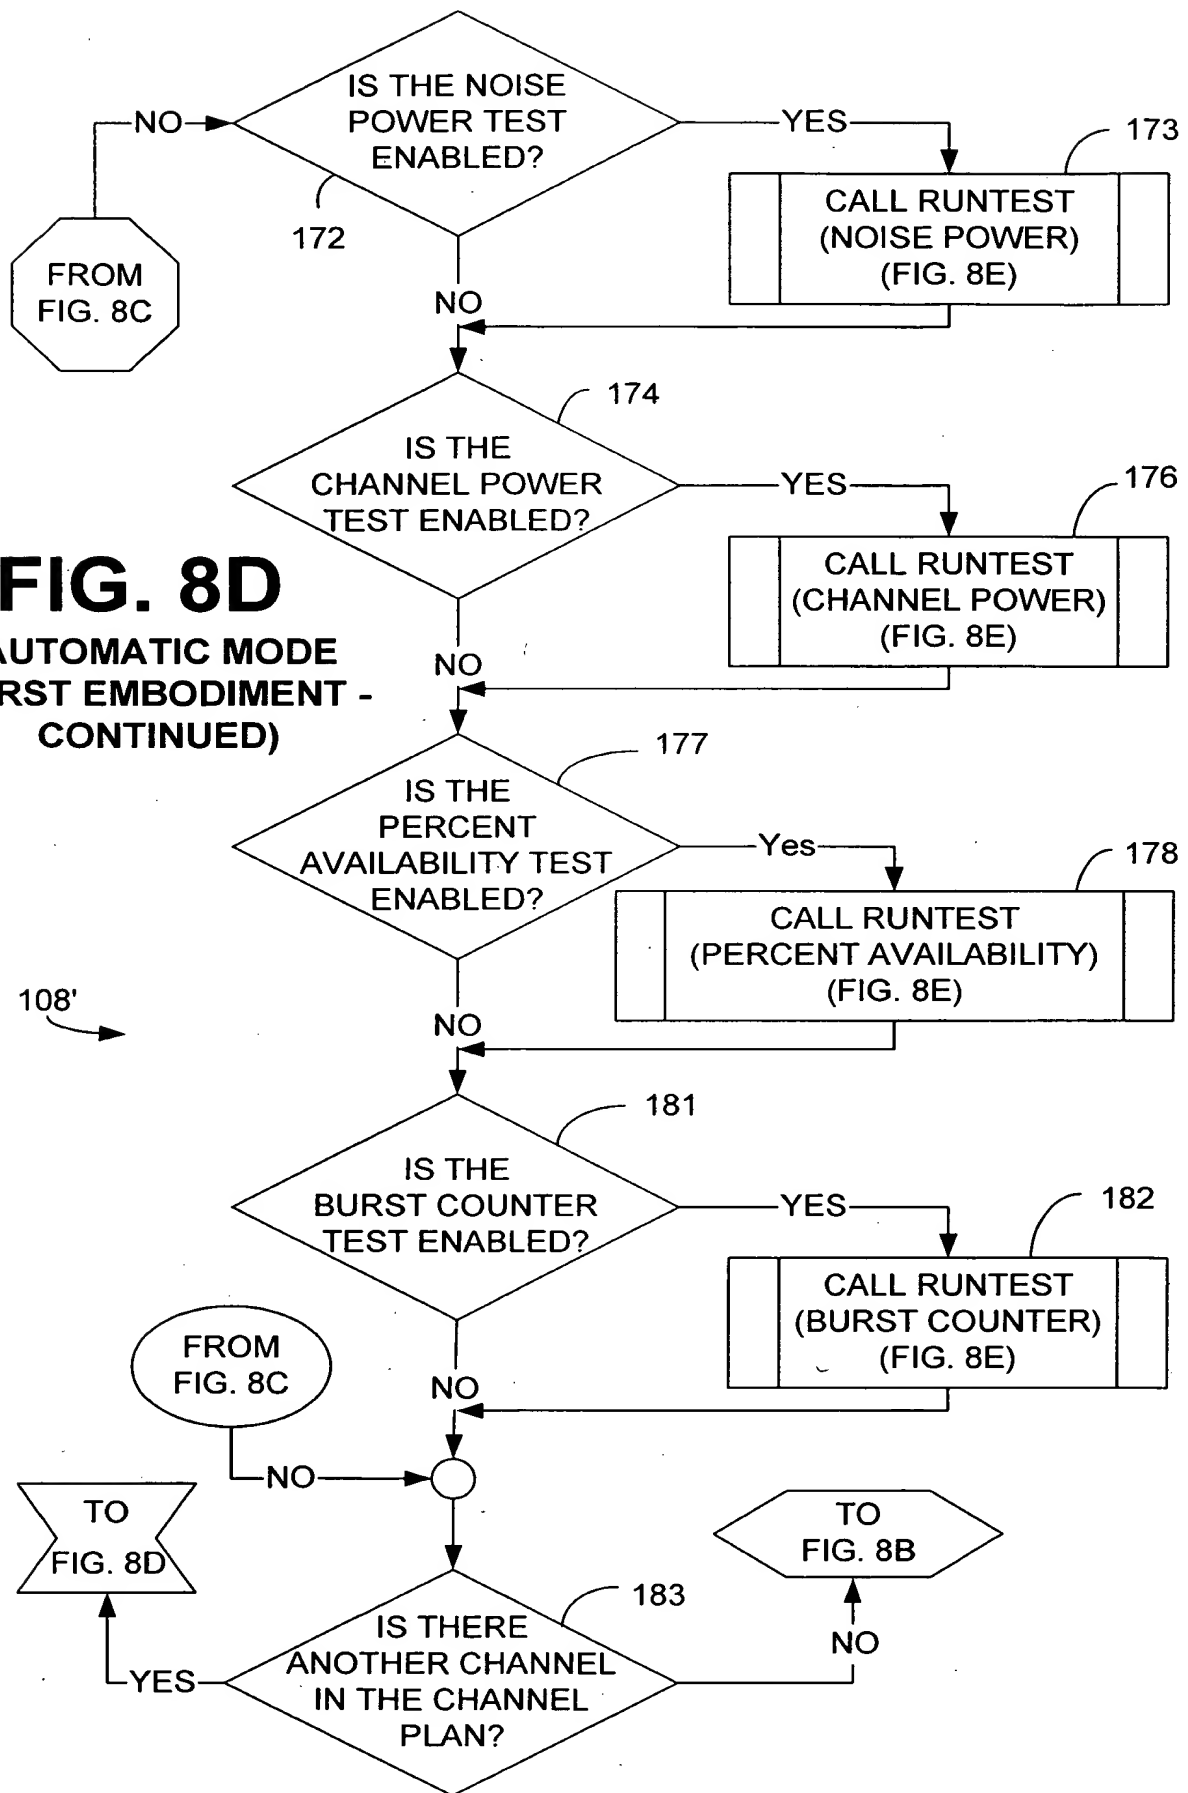 IS THE NOISE
POWER TEST
ENABLED?
NO
YES
173
172
FROM
FIG. 8C
CALL RUNTEST
(NOISE POWER)
(FIG. 8E)
NO
174
IS THE
CHANNEL POWER
TEST ENABLED?
YES
176
CALL RUNTEST
(CHANNEL POWER)
(FIG. 8E)
FIG. 8D
AUTOMATIC MODE
RST EMBODIMENT -
CONTINUED)
NO
177
IS THE
PERCENT
AVAILABILITY TEST
ENABLED?
Yes
178
CALL RUNTEST
(PERCENT AVAILABILITY)
(FIG. 8E)
108'
NO
181
IS THE
BURST COUNTER
TEST ENABLED?
YES
182
CALL RUNTEST
(BURST COUNTER)
(FIG. 8E)
FROM
FIG. 8C
NO
NO
TO
FIG. 8D
TO
FIG. 8B
183
IS THERE
ANOTHER CHANNEL
IN THE CHANNEL
PLAN?
YES
NO